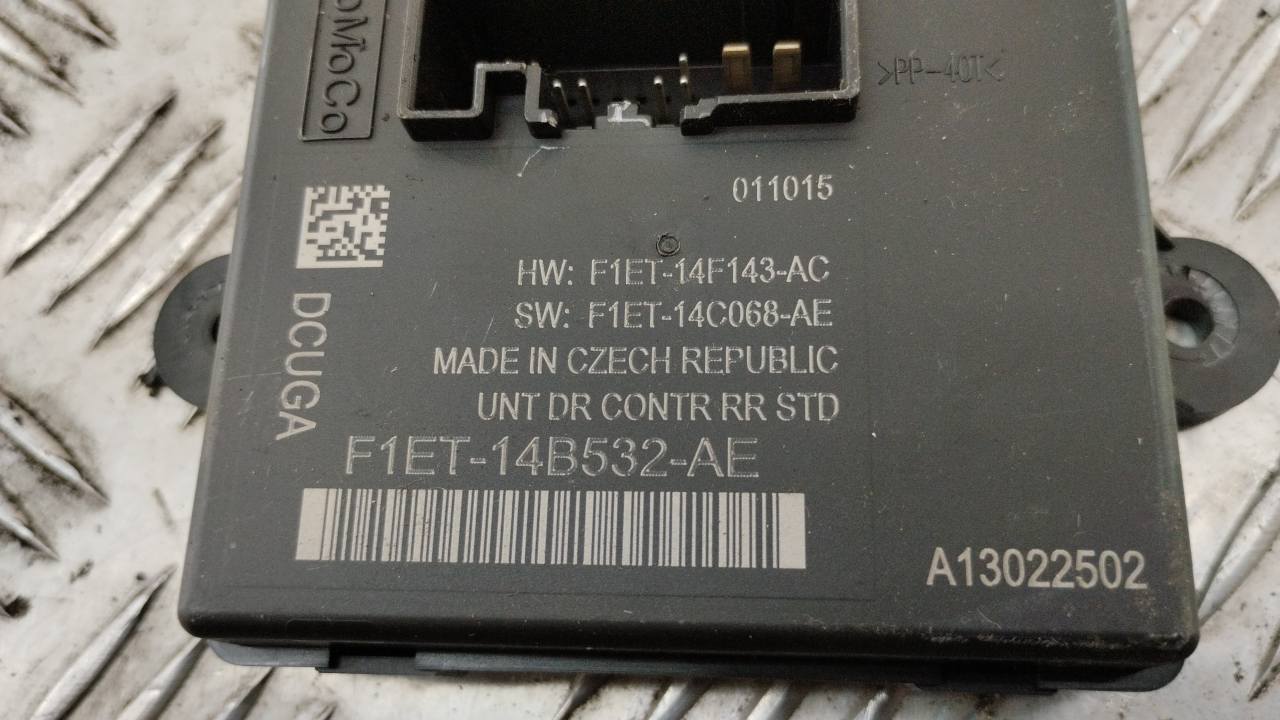 oMoCo
>PP-40T<
011015
HW: F1ET-14F143-AC
SW: F1ET-14C068-AE
MADE IN CZECH REPUBLIC
UNT DR CONTR RR STD
DCUGA
F1ET-14B532-AE
A13022502